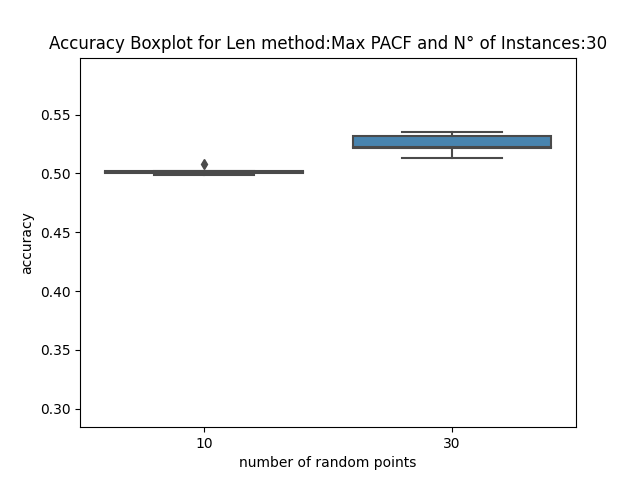 Accuracy Boxplot for Len method:Max PACF and N° of Instances:30
0.55
0.50
0.45
0.40
0.35
0.30
accuracy
10 30
number of random points